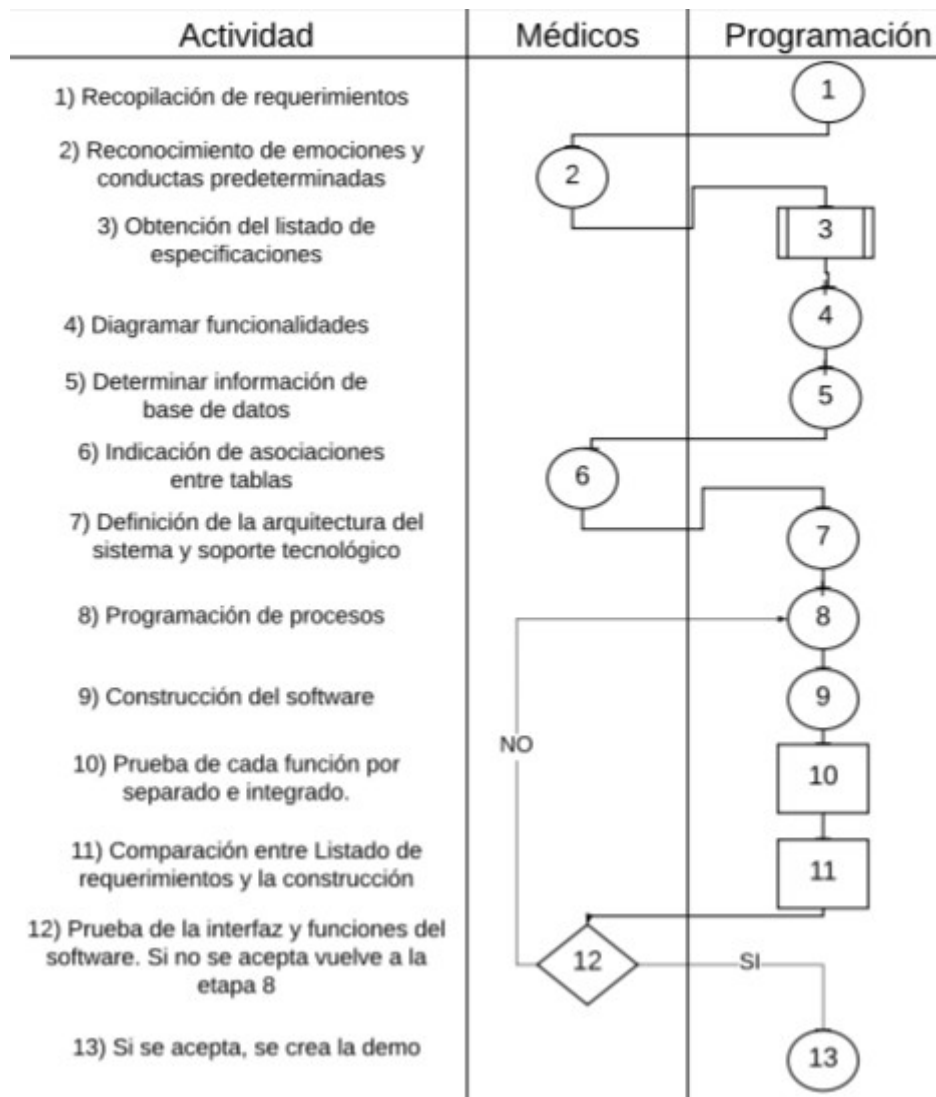 Actividad Médicos Programación
1) Recopilación de requerimientos
1
2) Reconocimiento de emociones y
conductas predeterminadas
2
3) Obtención del listado de
especificaciones
3
4) Diagramar funcionalidades
4
5) Determinar información de
base de datos
5
6) Indicación de asociaciones
entre tablas
6
7) Definición de la arquitectura del
sistema y soporte tecnológico
7
8) Programación de procesos
8
9) Construcción del software
9
NO
10) Prueba de cada función por
separado e integrado.
10
11) Comparación entre Listado de
requerimientos y la construcción
11
12) Prueba de la interfaz y funciones del
software. Si no se acepta vuelve a la
etapa 8
12
SI
13) Si se acepta, se crea la demo
13